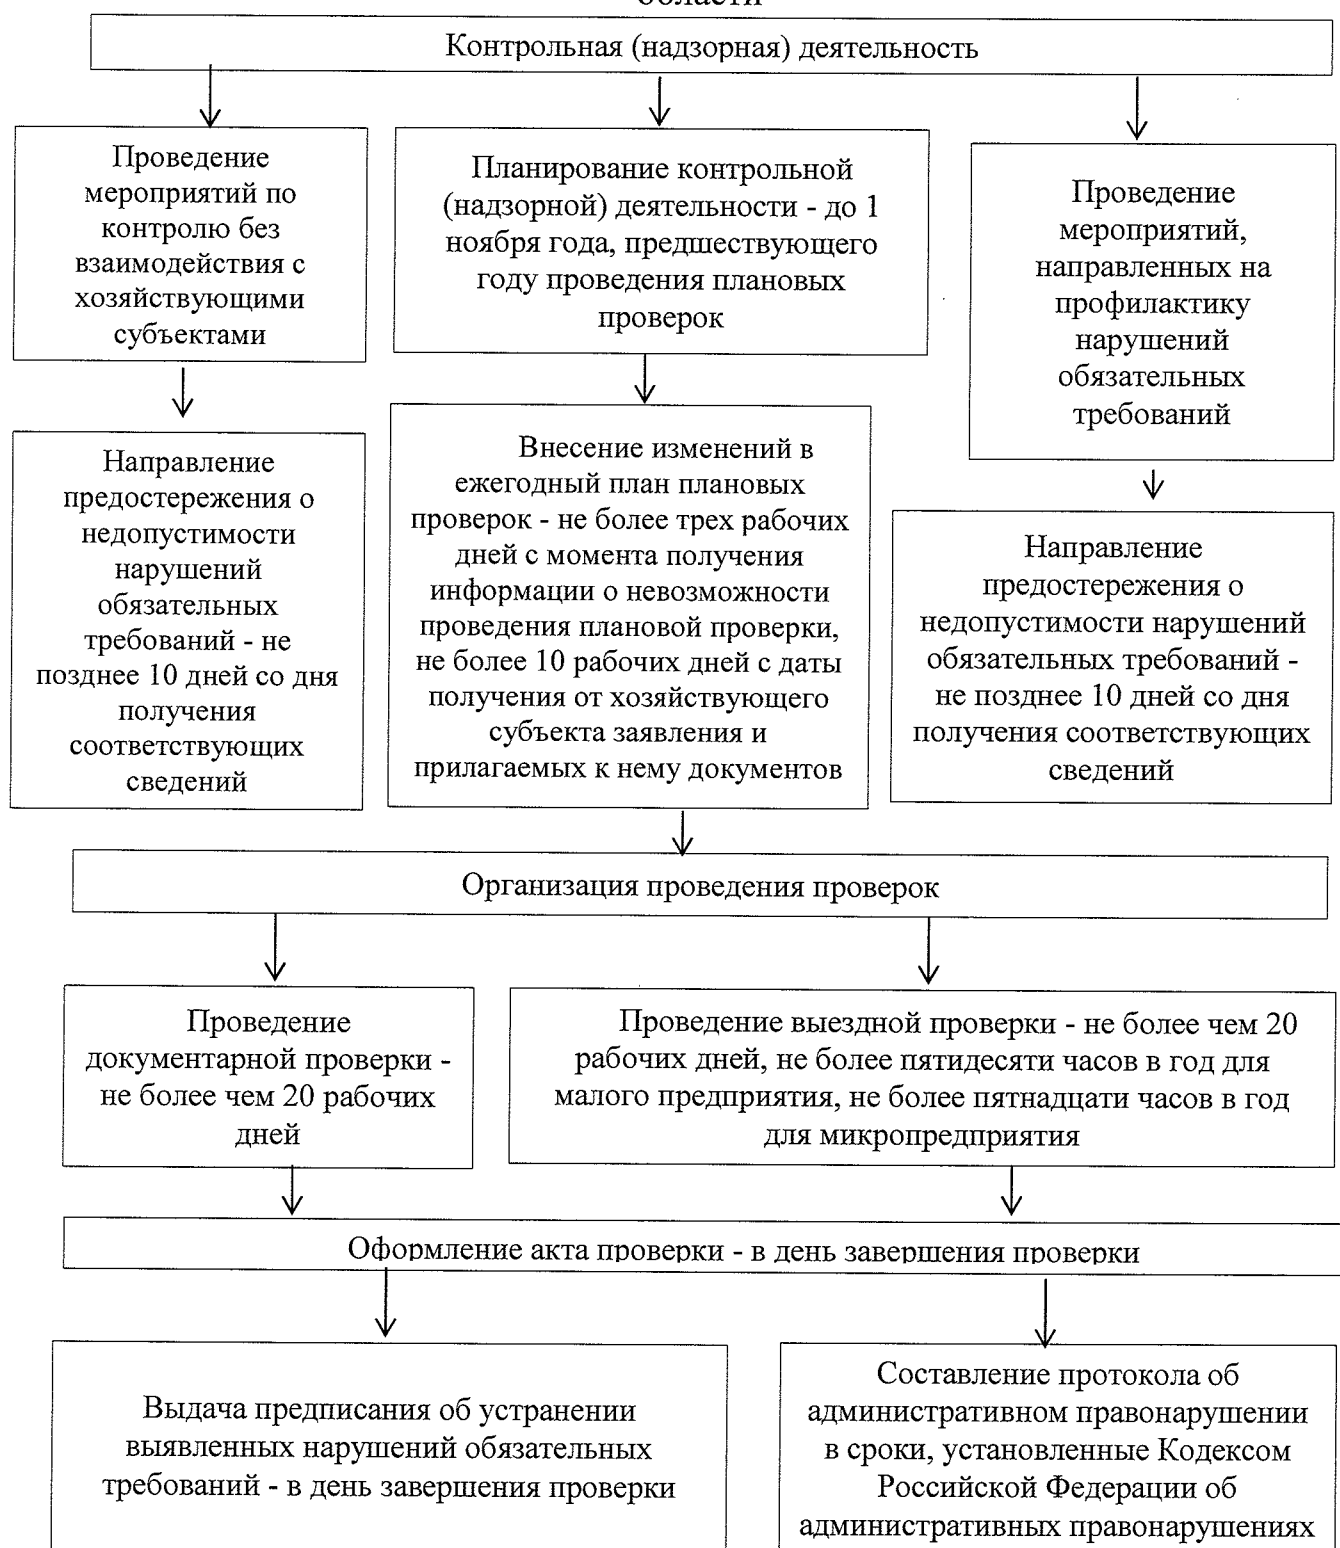 области
Контрольная (надзорная) деятельность
Проведение
мероприятий по
контролю без
взаимодействия с
хозяйствующими
субъектами
Планирование контрольной
(надзорной) деятельности - до 1
ноября года, предшествующего
году проведения плановых
проверок
Проведение
мероприятий,
направленных на
профилактику
нарушений
обязательных
требований
Направление
предостережения о
недопустимости
нарушений
обязательных
требований - не
позднее 10 дней со дня
получения
соответствующих
сведений
Внесение изменений в
ежегодный план плановых
проверок - не более трех рабочих
дней с момента получения
информации о невозможности
проведения плановой проверки,
не более 10 рабочих дней с даты
получения от хозяйствующего
субъекта заявления и
прилагаемых к нему документов
Направление
предостережения о
недопустимости нарушений
обязательных требований -
не позднее 10 дней со дня
получения соответствующих
сведений
Организация проведения проверок
Проведение
документарной проверки -
не более чем 20 рабочих
дней
Проведение выездной проверки - не более чем 20
рабочих дней, не более пятидесяти часов в год для
малого предприятия, не более пятнадцати часов в год
для микропредприятия
Оформление акта проверки - в день завершения проверки
Выдача предписания об устранении
выявленных нарушений обязательных
требований - в день завершения проверки
Составление протокола об
административном правонарушении
в сроки, установленные Кодексом
Российской Федерации об
административных правонарушениях